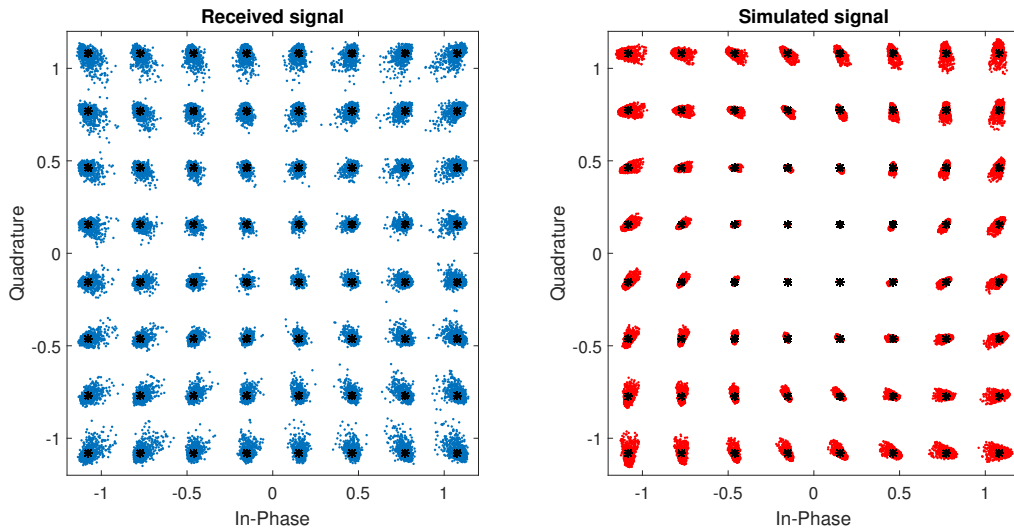 Received signal
Quadrature
1
0.5
0
-0.5
-1
-1 -0.5 0 0.5 1
In-Phase
Simulated signal
Quadrature
1
0.5
0
-0.5
-1
-1 -0.5 0 0.5 1
In-Phase